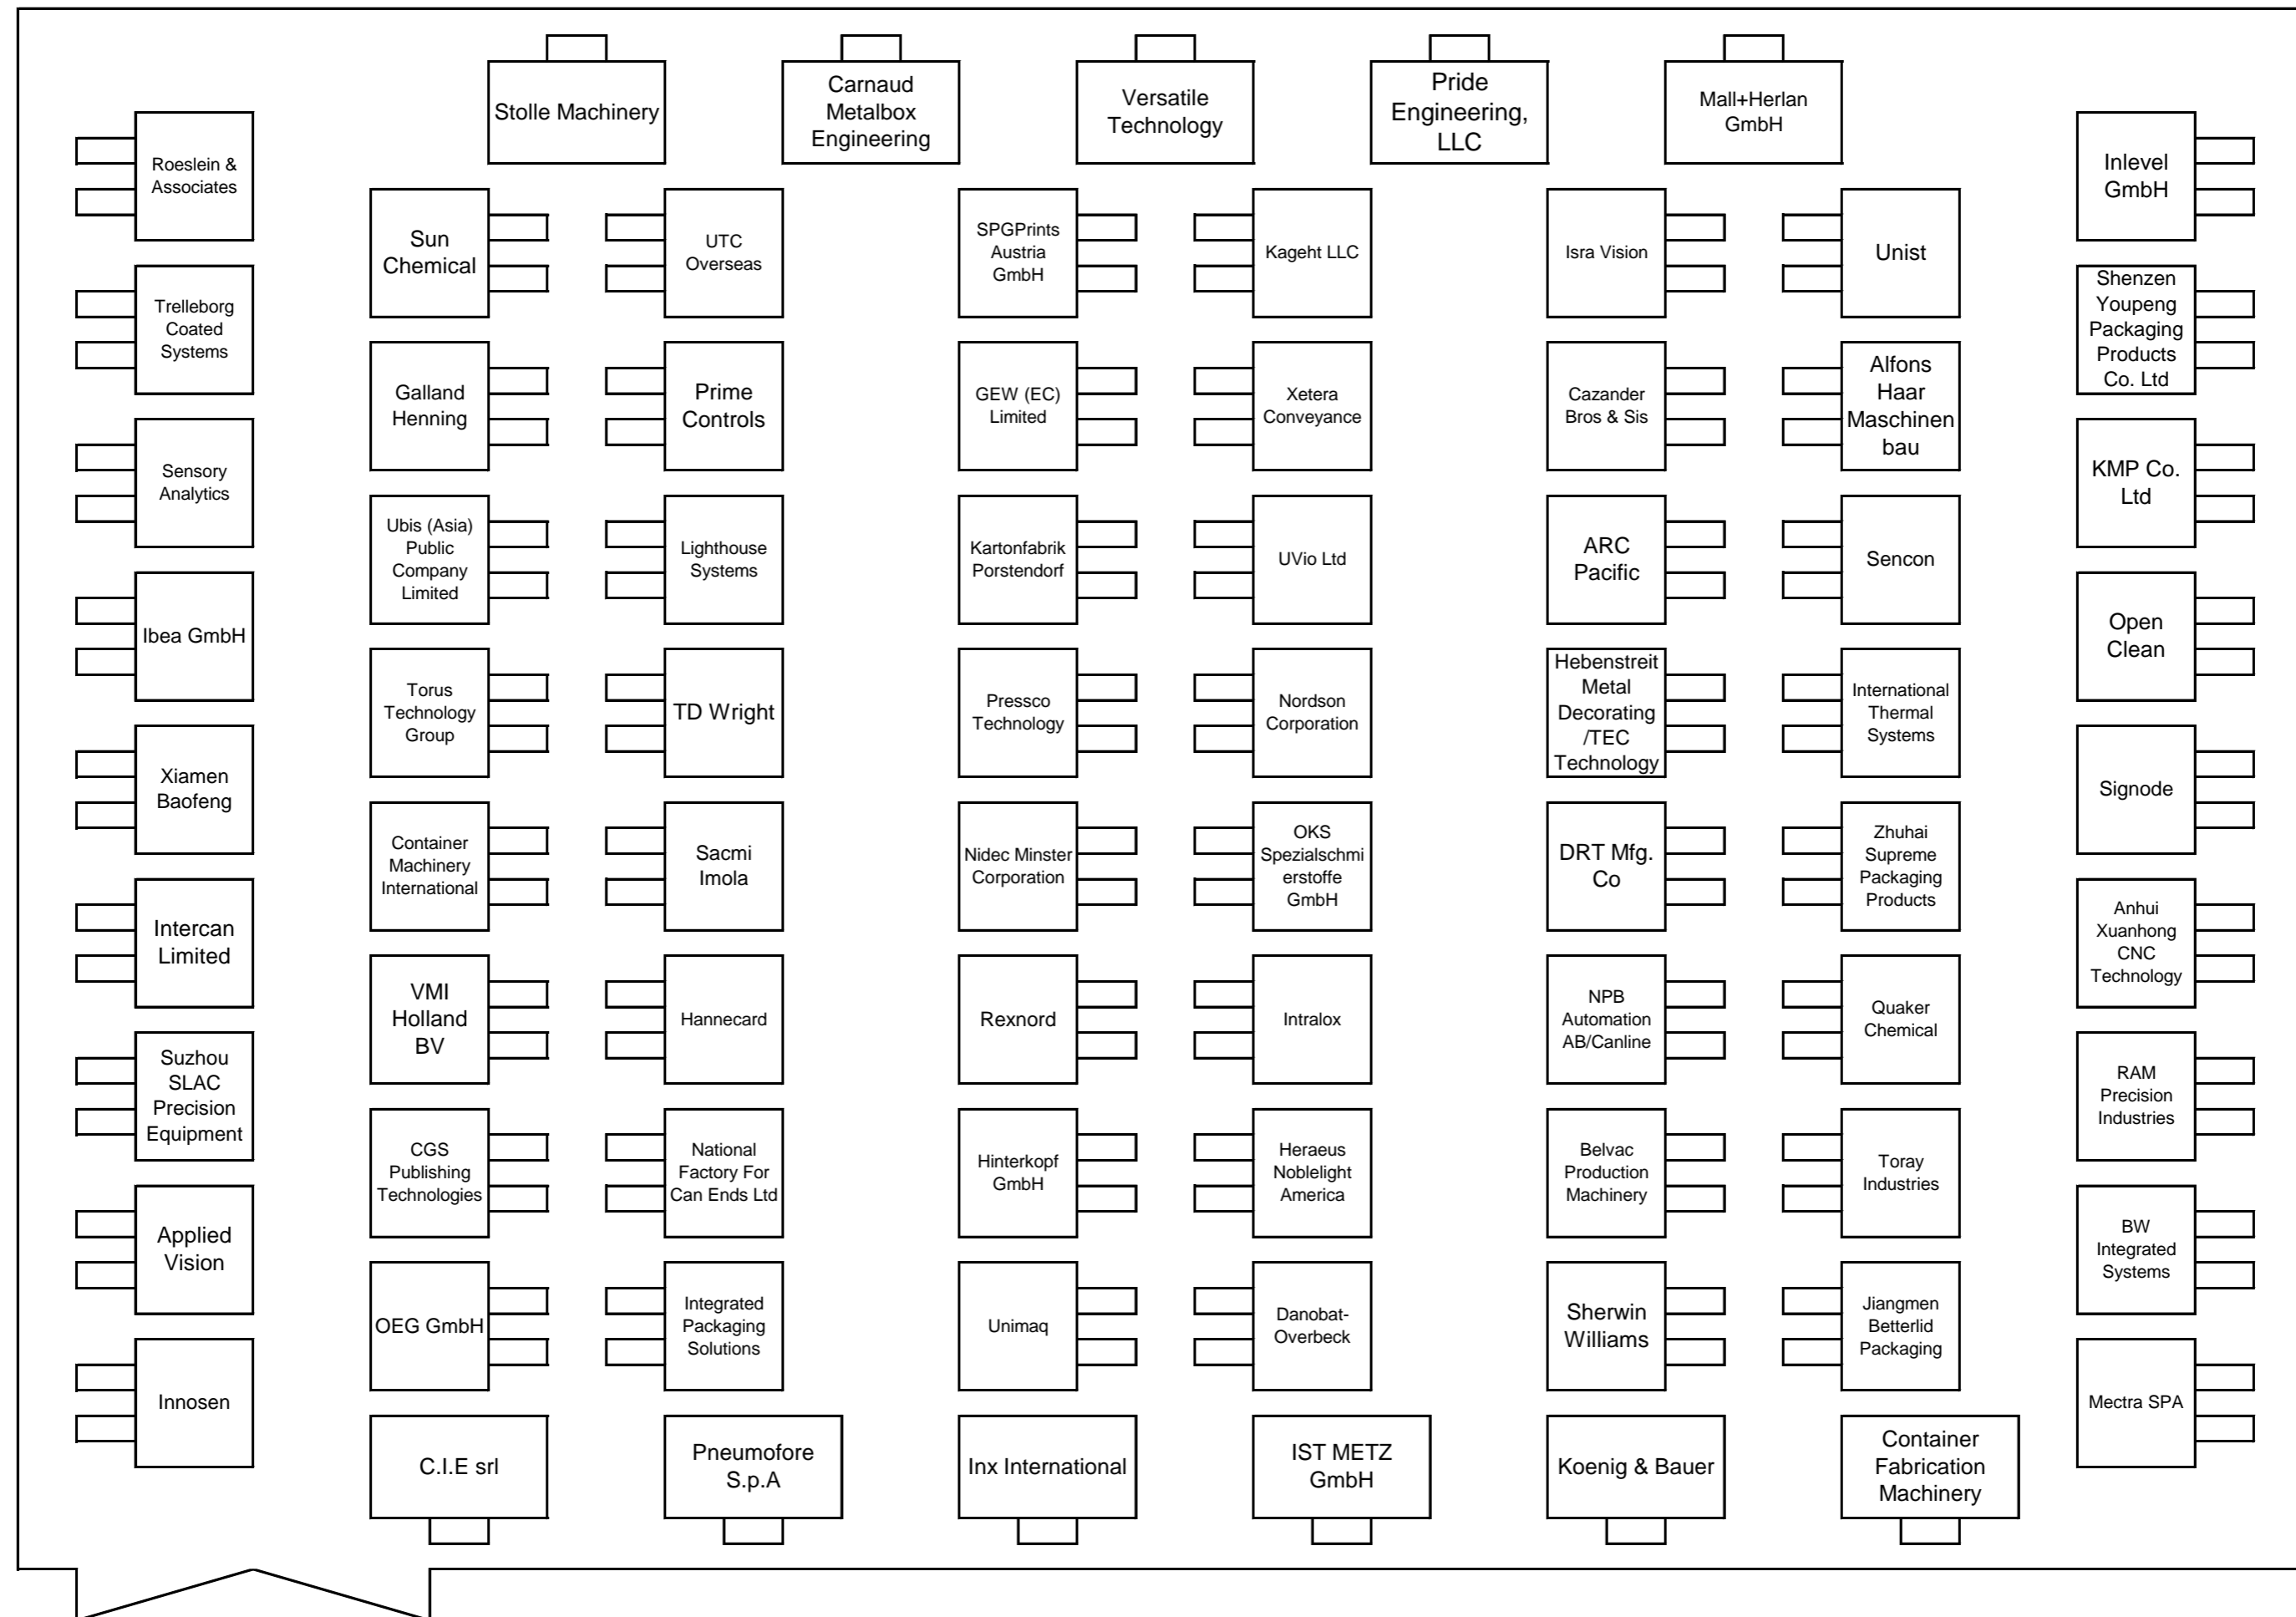 Stolle Machinery
Carnaud
Metalbox
Engineering
Versatile
Technology
Pride
Engineering,
LLC
Mall+Herlan
GmbH
Roeslein &
Associates
Trelleborg
Coated
Systems
Sensory
Analytics
Ibea GmbH
Xiamen
Baofeng
Intercan
Limited
Suzhou
SLAC
Precision
Equipment
Applied
Vision
Innosen
Sun
Chemical
Galland
Henning
Ubis (Asia)
Public
Company
Limited
Torus
Technology
Group
Container
Machinery
International
VMI
Holland
BV
CGS
Publishing
Technologies
OEG GmbH
UTC
Overseas
Prime
Controls
Lighthouse
Systems
TD Wright
Sacmi
Imola
Hannecard
National
Factory For
Can Ends Ltd
Integrated
Packaging
Solutions
SPGPrints
Austria
GmbH
GEW (EC)
Limited
Kartonfabrik
Porstendorf
Pressco
Technology
Nidec Minster
Corporation
Rexnord
Hinterkopf
GmbH
Unimaq
Kageht LLC
Xetera
Conveyance
UVio Ltd
Nordson
Corporation
OKS
Spezialschmi
erstoffe
GmbH
Intralox
Heraeus
Noblelight
America
Danobat-
Overbeck
Isra Vision
Cazander
Bros & Sis
ARC
Pacific
Hebenstreit
Metal
Decorating
/TEC
Technology
DRT Mfg.
Co
NPB
Automation
AB/Canline
Belvac
Production
Machinery
Sherwin
Williams
Unist
Alfons
Haar
Maschinen
bau
Sencon
International
Thermal
Systems
Zhuhai
Supreme
Packaging
Products
Quaker
Chemical
Toray
Industries
Jiangmen
Betterlid
Packaging
Inlevel
GmbH
Shenzen
Youpeng
Packaging
Products
Co. Ltd
KMP Co.
Ltd
Open
Clean
Signode
Anhui
Xuanhong
CNC
Technology
RAM
Precision
Industries
BW
Integrated
Systems
Mectra SPA
C.I.E srl
Pneumofore
S.p.A
Inx International
IST METZ
GmbH
Koenig & Bauer
Container
Fabrication
Machinery